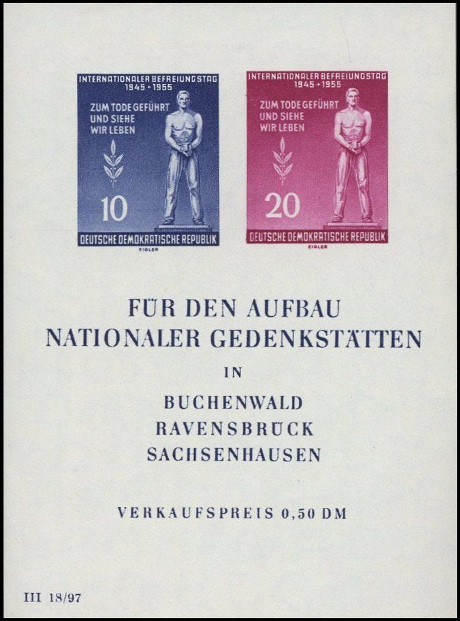 INTERNATIONALER BEFREIUNGSTAG
1945 - 1955
ZUM TODE GEFÜHRT
UND SIEHE
WIR LEBEN
10
DEUTSCHE DEMOKRATISCHE REPUBLIK
EIGLER
INTERNATIONALER BEFREIUNGSTAG
1945 - 1955
ZUM TODE GEFÜHRT
UND SIEHE
WIR LEBEN
20
DEUTSCHE DEMOKRATISCHE REPUBLIK
EIGLER
FÜR DEN AUFBAU
NATIONALER GEDENKSTÄTTEN
IN
BUCHENWALD
RAVENSBRÜCK
SACHSENHAUSEN
VERKAUFSPREIS 0,50 DM
III 18/97